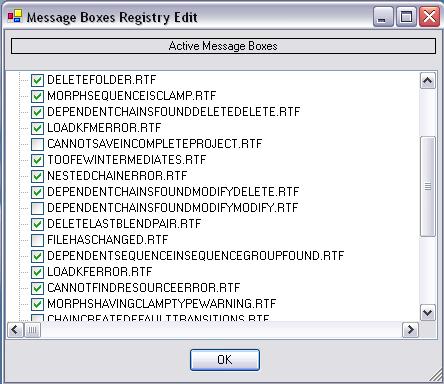 Message Boxes Registry Edit
Active Message Boxes
DELETEFOLDER.RTF
MORPHSEQUENCEISCLAMP.RTF
DEPENDENTCHAINSFOUNDDELETEDELETE.RTF
LOADKFMERROR.RTF
CANNOTSAVEINCOMPLETEPROJECT.RTF
TOOFEWINTERMEDIATES.RTF
NESTEDCHAINERROR.RTF
DEPENDENTCHAINSFOUNDMODIFYDELETE.RTF
DEPENDENTCHAINSFOUNDMODIFYMODIFY.RTF
DELETELASTBLENDPAIR.RTF
FILEHASCHANGED.RTF
DEPENDENTSEQUENCEINSEQUENCEGROUPFOUND.RTF
LOADKFERROR.RTF
CANNOTFINDRESOURCEERROR.RTF
MORPHSHAVINGCLAMPTYPEWARNING.RTF
CHAINCREATEDEFAULTTRANSITIONS.RTF
OK